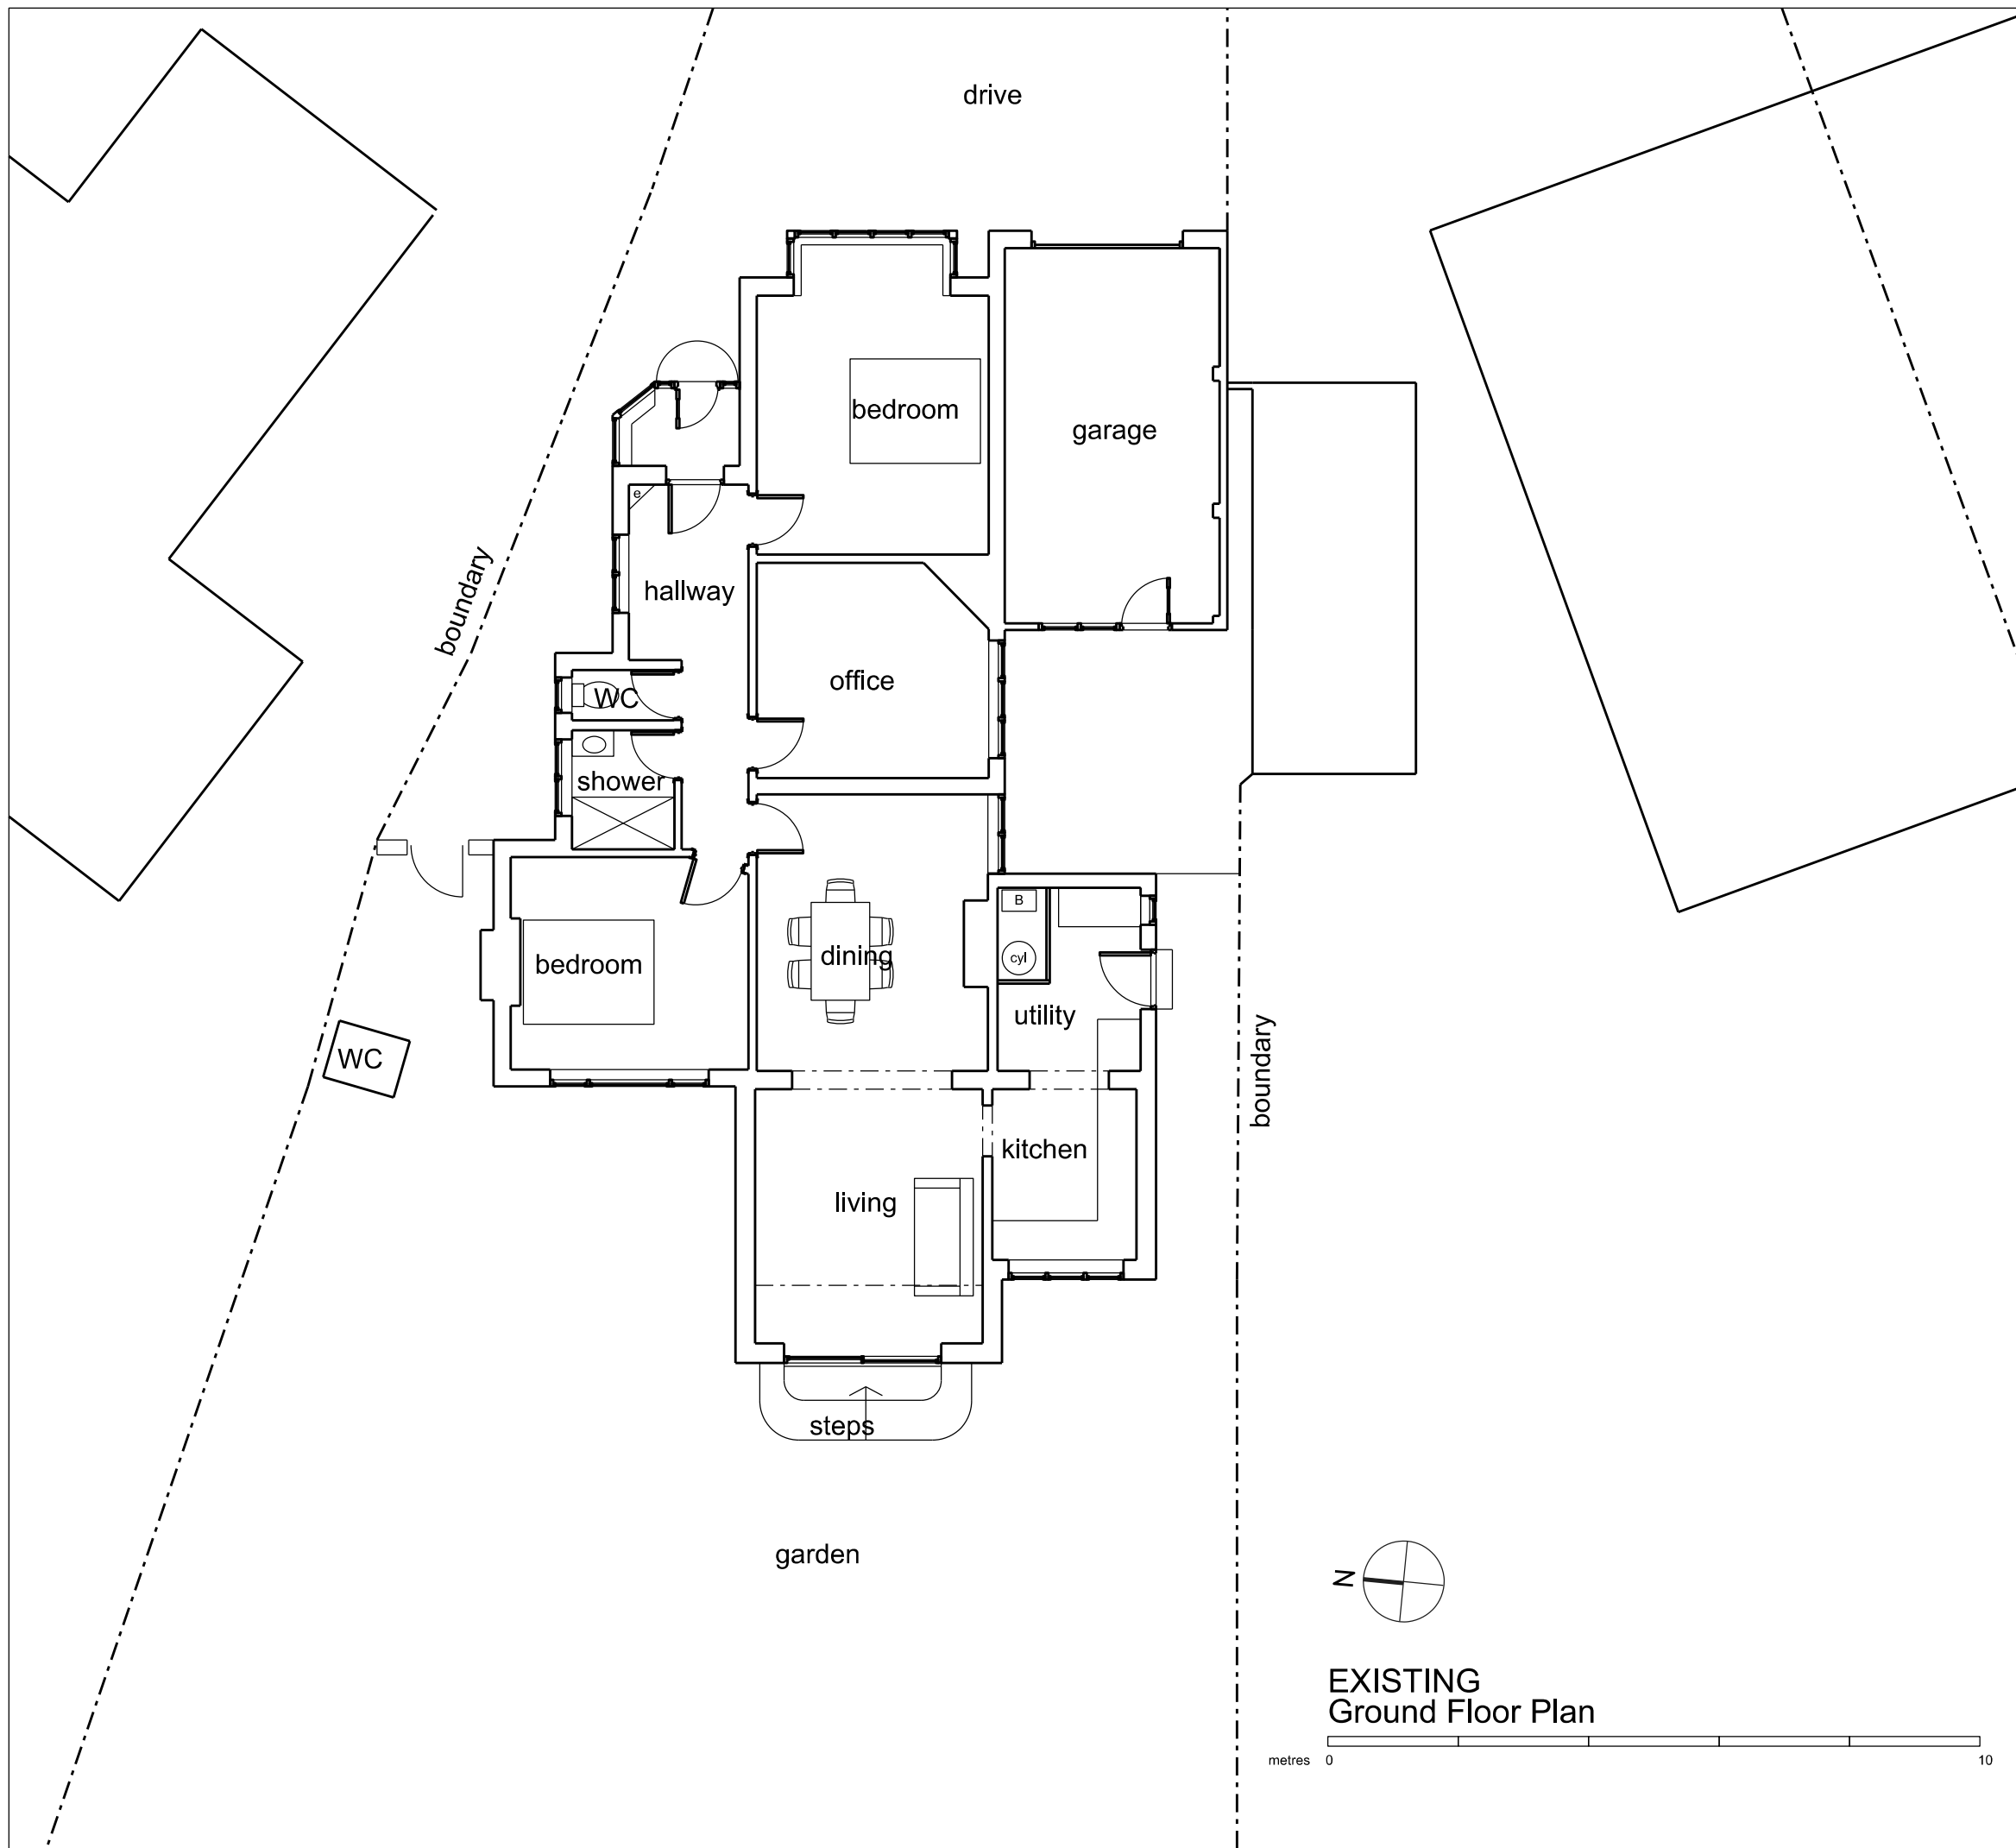 drive
bedroom
garage
e
hallway
boundary
office
WC
shower
B
cyl
dining
bedroom
utility
WC
boundary
kitchen
living
steps
garden
N
EXISTING
Ground Floor Plan
metres 0 10